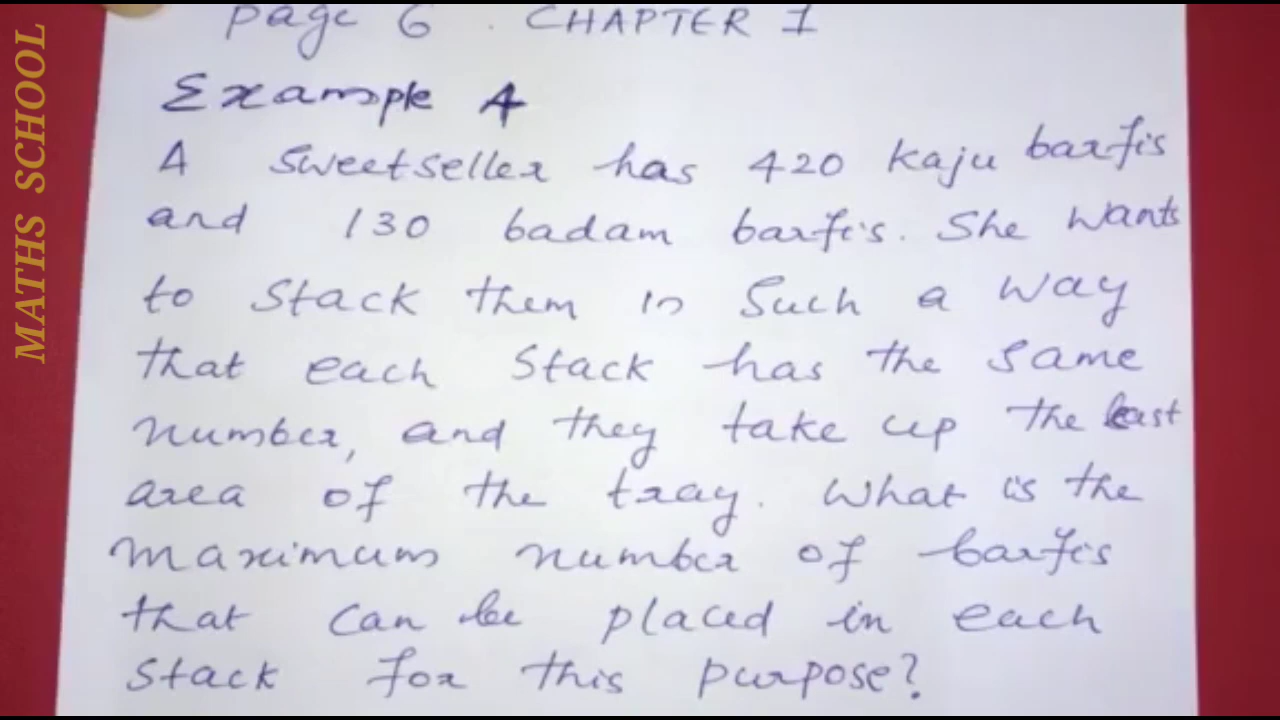 MATHS SCHOOL
page 6. CHAPTER 1
Example 4
A sweetseller has 420 kaju barfis
and 130 badam barfis. She wants
to stack them in such a way
that each stack has the same
number, and they take up the least
area of the tray. What is the
maximum number of barfis
that can be placed in each
stack for this purpose?